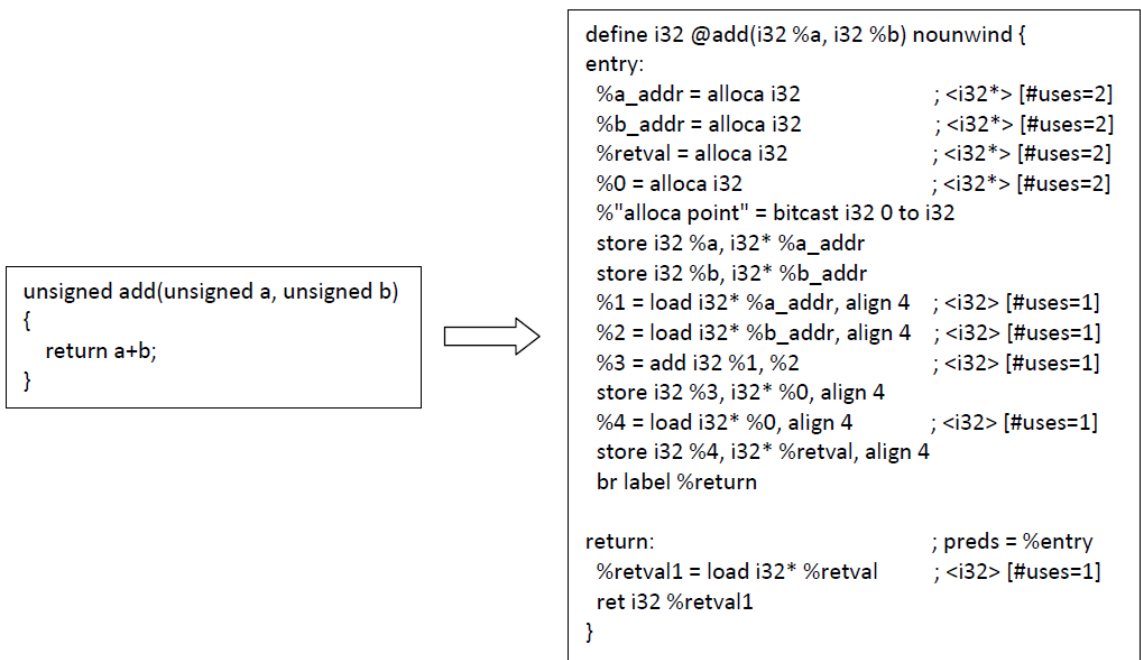 unsigned add(unsigned a, unsigned b)
{
return a+b;
}
define i32 @add(i32 %a, i32 %b) nounwind {
entry:
%a_addr = alloca i32 ; <i32*> [#uses=2]
%b_addr = alloca i32 ; <i32*> [#uses=2]
%retval = alloca i32 ; <i32*> [#uses=2]
%0 = alloca i32 ; <i32*> [#uses=2]
%"alloca point" = bitcast i32 0 to i32
store i32 %a, i32* %a_addr
store i32 %b, i32* %b_addr
%1 = load i32* %a_addr, align 4 ; <i32> [#uses=1]
%2 = load i32* %b_addr, align 4 ; <i32> [#uses=1]
%3 = add i32 %1, %2 ; <i32> [#uses=1]
store i32 %3, i32* %0, align 4
%4 = load i32* %0, align 4 ; <i32> [#uses=1]
store i32 %4, i32* %retval, align 4
br label %return
return: ; preds = %entry
%retval1 = load i32* %retval ; <i32> [#uses=1]
ret i32 %retval1
}